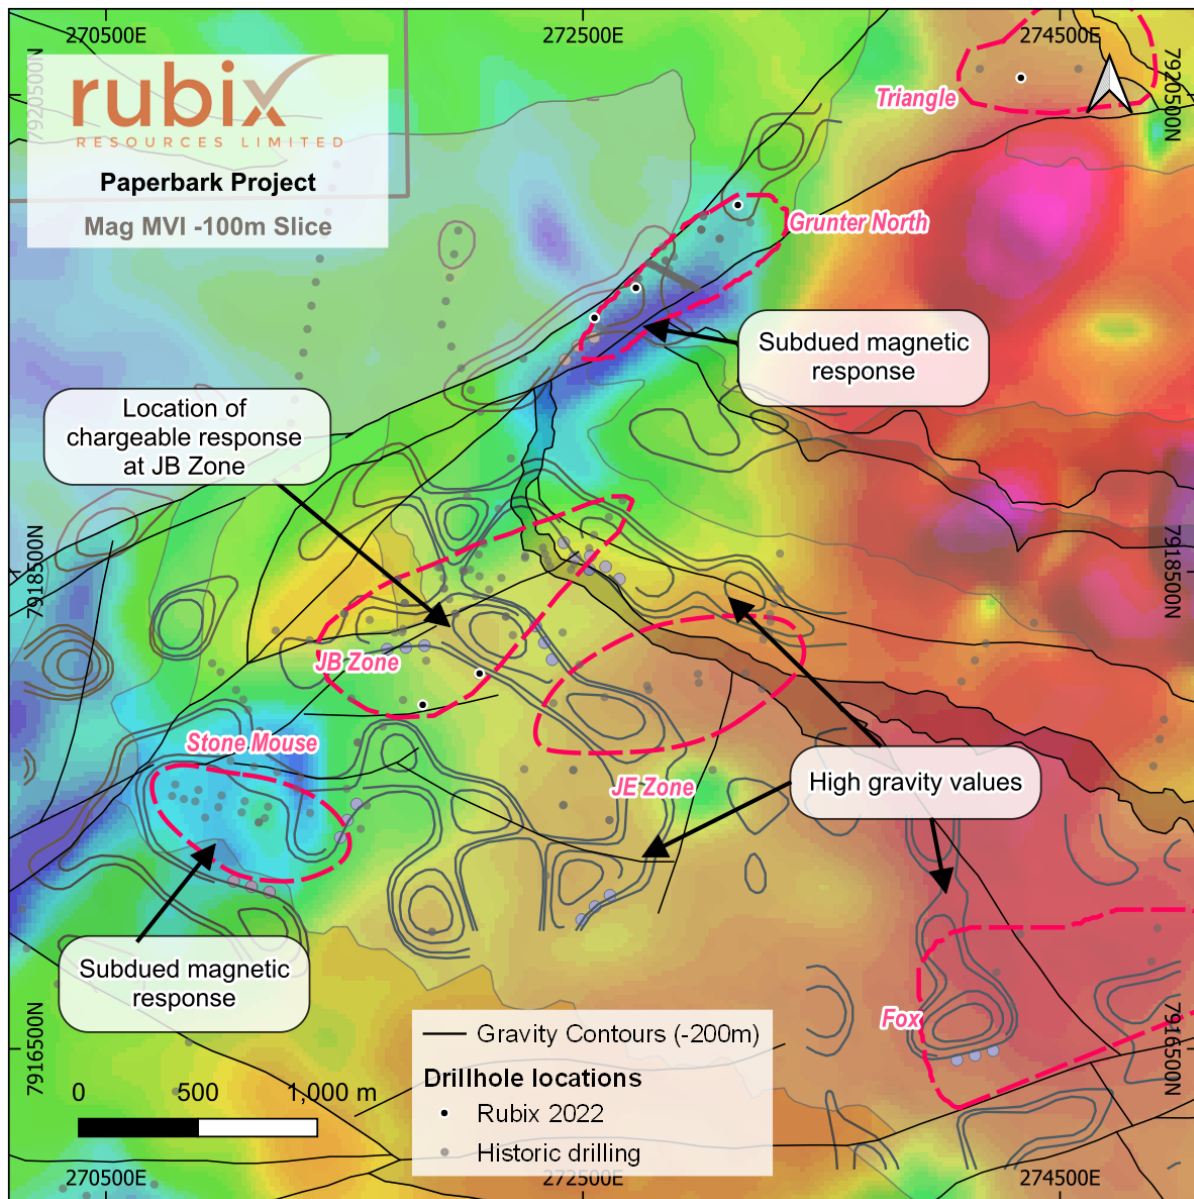 270500E
272500E
274500E
7920500N
7920500N
rubix
RESOURCES LIMITED
Paperbark Project
Mag MVI -100m Slice
Triangle
Grunter North
Subdued magnetic
response
Location of
chargeable response
at JB Zone
7918500N
7918500N
JB Zone
Stone Mouse
JE Zone
High gravity values
Subdued magnetic
response
Fox
7916500N
7916500N
Gravity Contours (-200m)
Drillhole locations
Rubix 2022
Historic drilling
0 500 1,000 m
270500E
272500E
274500E